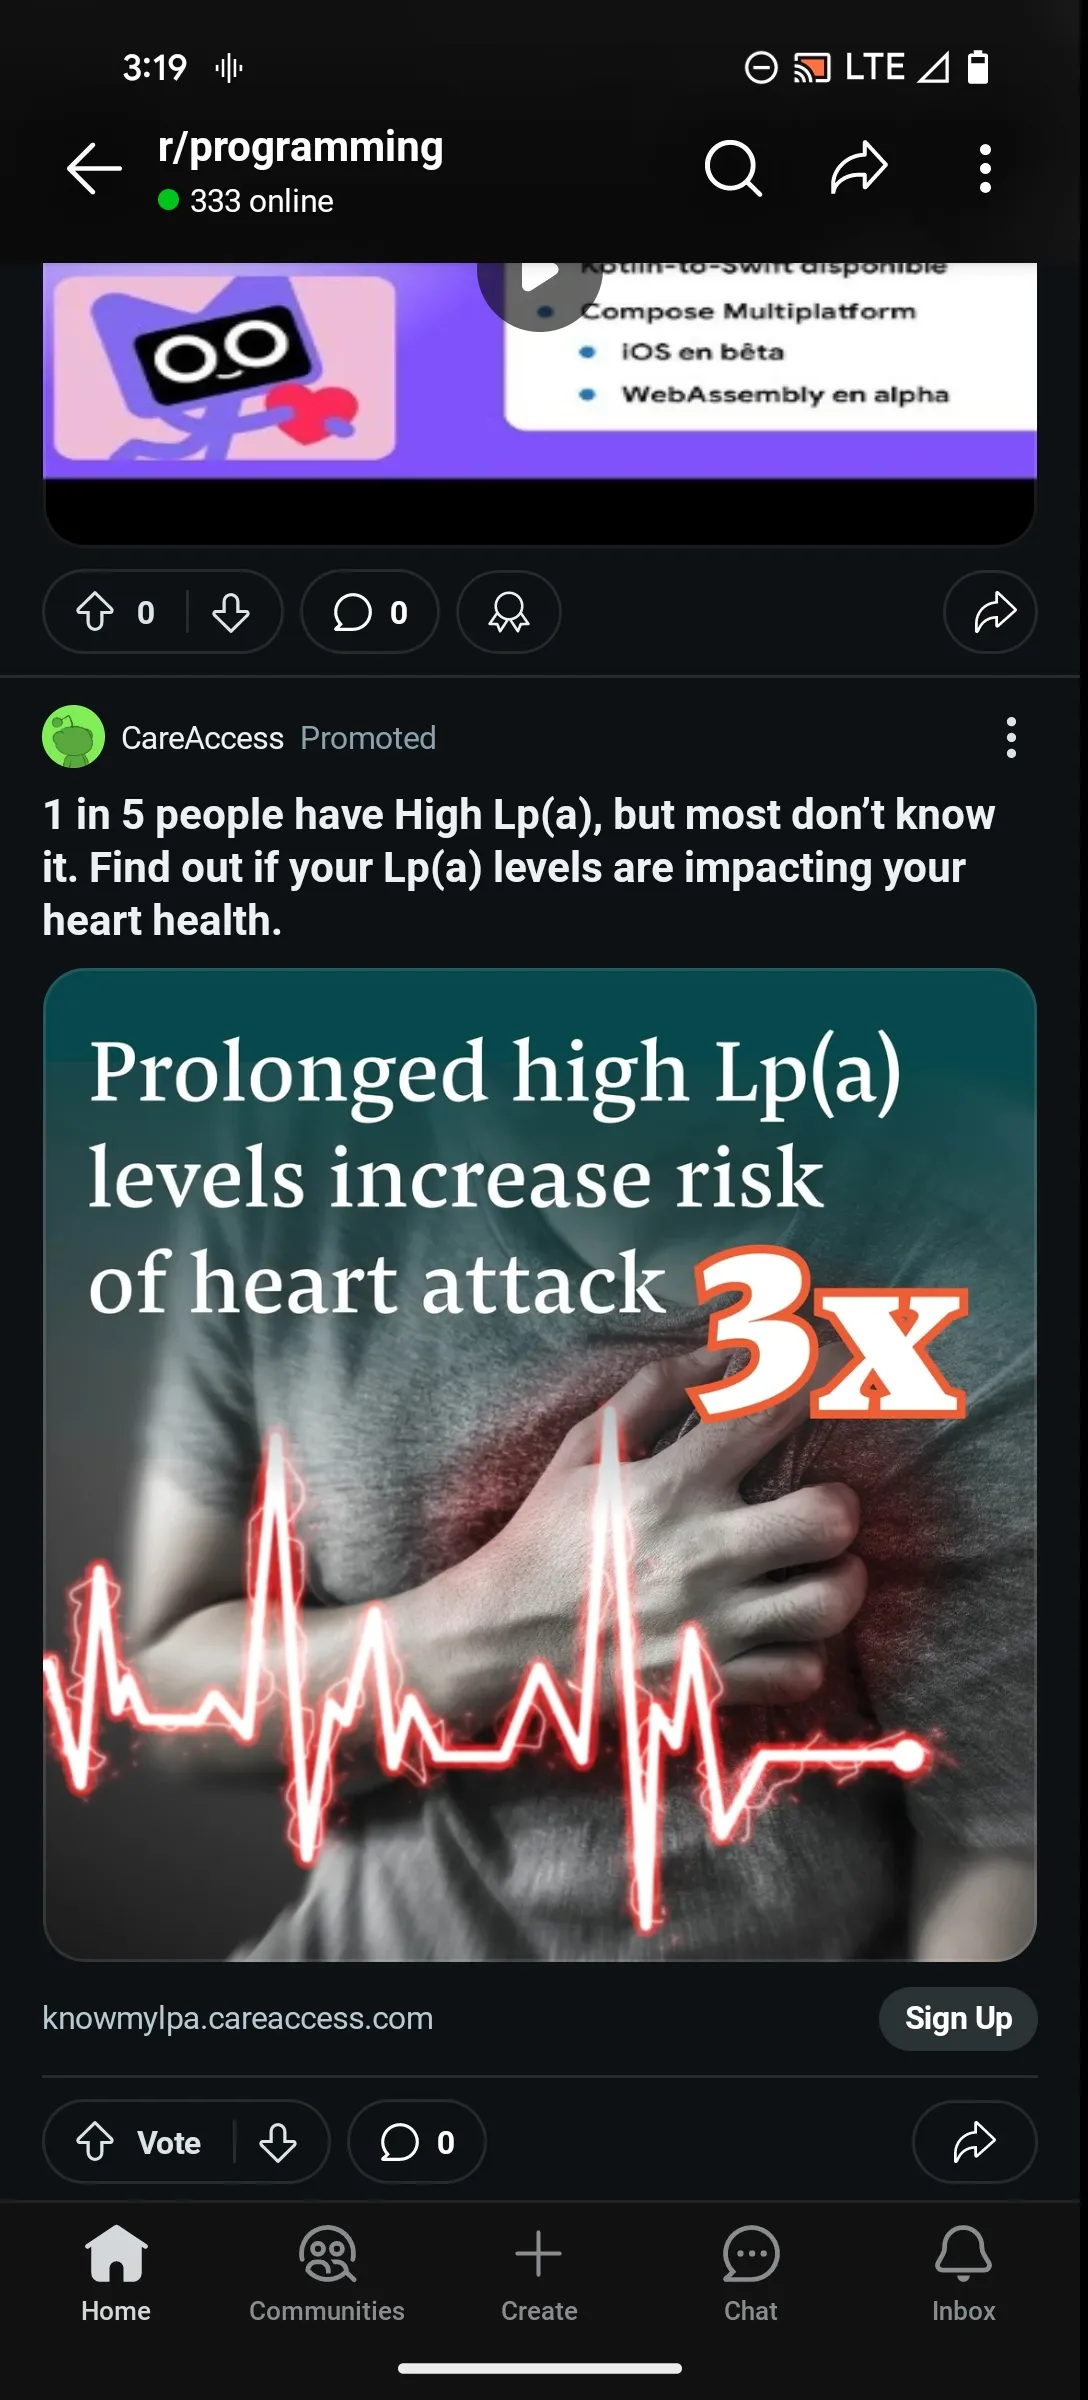 3:19
LTE
r/programming
333 online
Kotlin-to-Swift disponible
Compose Multiplatform
iOS en bêta
WebAssembly en alpha
0
0
CareAccess Promoted
1 in 5 people have High Lp(a), but most don’t know
it. Find out if your Lp(a) levels are impacting your
heart health.
Prolonged high Lp(a)
levels increase risk
of heart attack 3x
knowmylpa.careaccess.com
Sign Up
Vote
0
Home
Communities
Create
Chat
Inbox